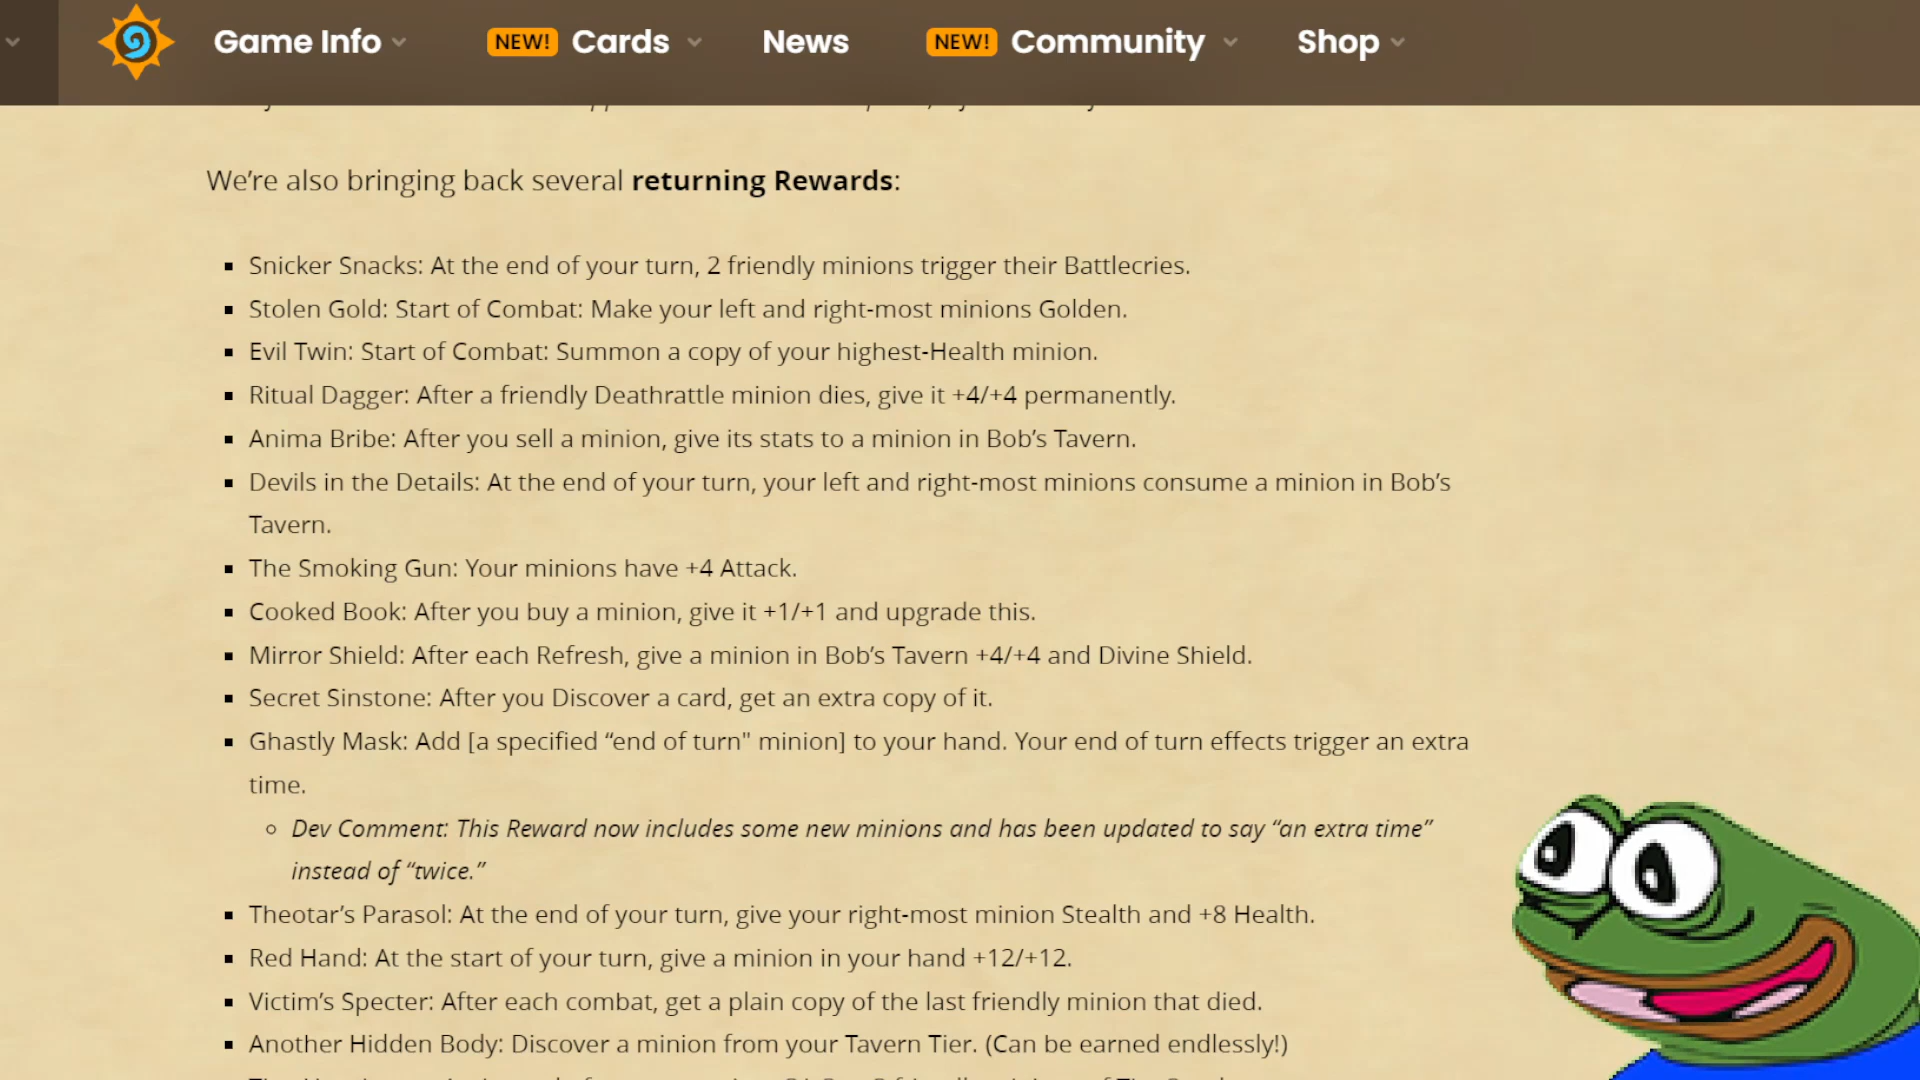 Game Info NEW! Cards News NEW! Community Shop
We're also bringing back several returning Rewards:
▪ Snicker Snacks: At the end of your turn, 2 friendly minions trigger their Battlecries.
▪ Stolen Gold: Start of Combat: Make your left and right-most minions Golden.
▪ Evil Twin: Start of Combat: Summon a copy of your highest-Health minion.
▪ Ritual Dagger: After a friendly Deathrattle minion dies, give it +4/+4 permanently.
▪ Anima Bribe: After you sell a minion, give its stats to a minion in Bob's Tavern.
▪ Devils in the Details: At the end of your turn, your left and right-most minions consume a minion in Bob's
Tavern.
▪ The Smoking Gun: Your minions have +4 Attack.
▪ Cooked Book: After you buy a minion, give it +1/+1 and upgrade this.
▪ Mirror Shield: After each Refresh, give a minion in Bob's Tavern +4/+4 and Divine Shield.
▪ Secret Sinstone: After you Discover a card, get an extra copy of it.
▪ Ghastly Mask: Add [a specified “end of turn" minion] to your hand. Your end of turn effects trigger an extra
time.
○ Dev Comment: This Reward now includes some new minions and has been updated to say “an extra time”
instead of “twice.”
▪ Theotar's Parasol: At the end of your turn, give your right-most minion Stealth and +8 Health.
▪ Red Hand: At the start of your turn, give a minion in your hand +12/+12.
▪ Victim's Specter: After each combat, get a plain copy of the last friendly minion that died.
▪ Another Hidden Body: Discover a minion from your Tavern Tier. (Can be earned endlessly!)